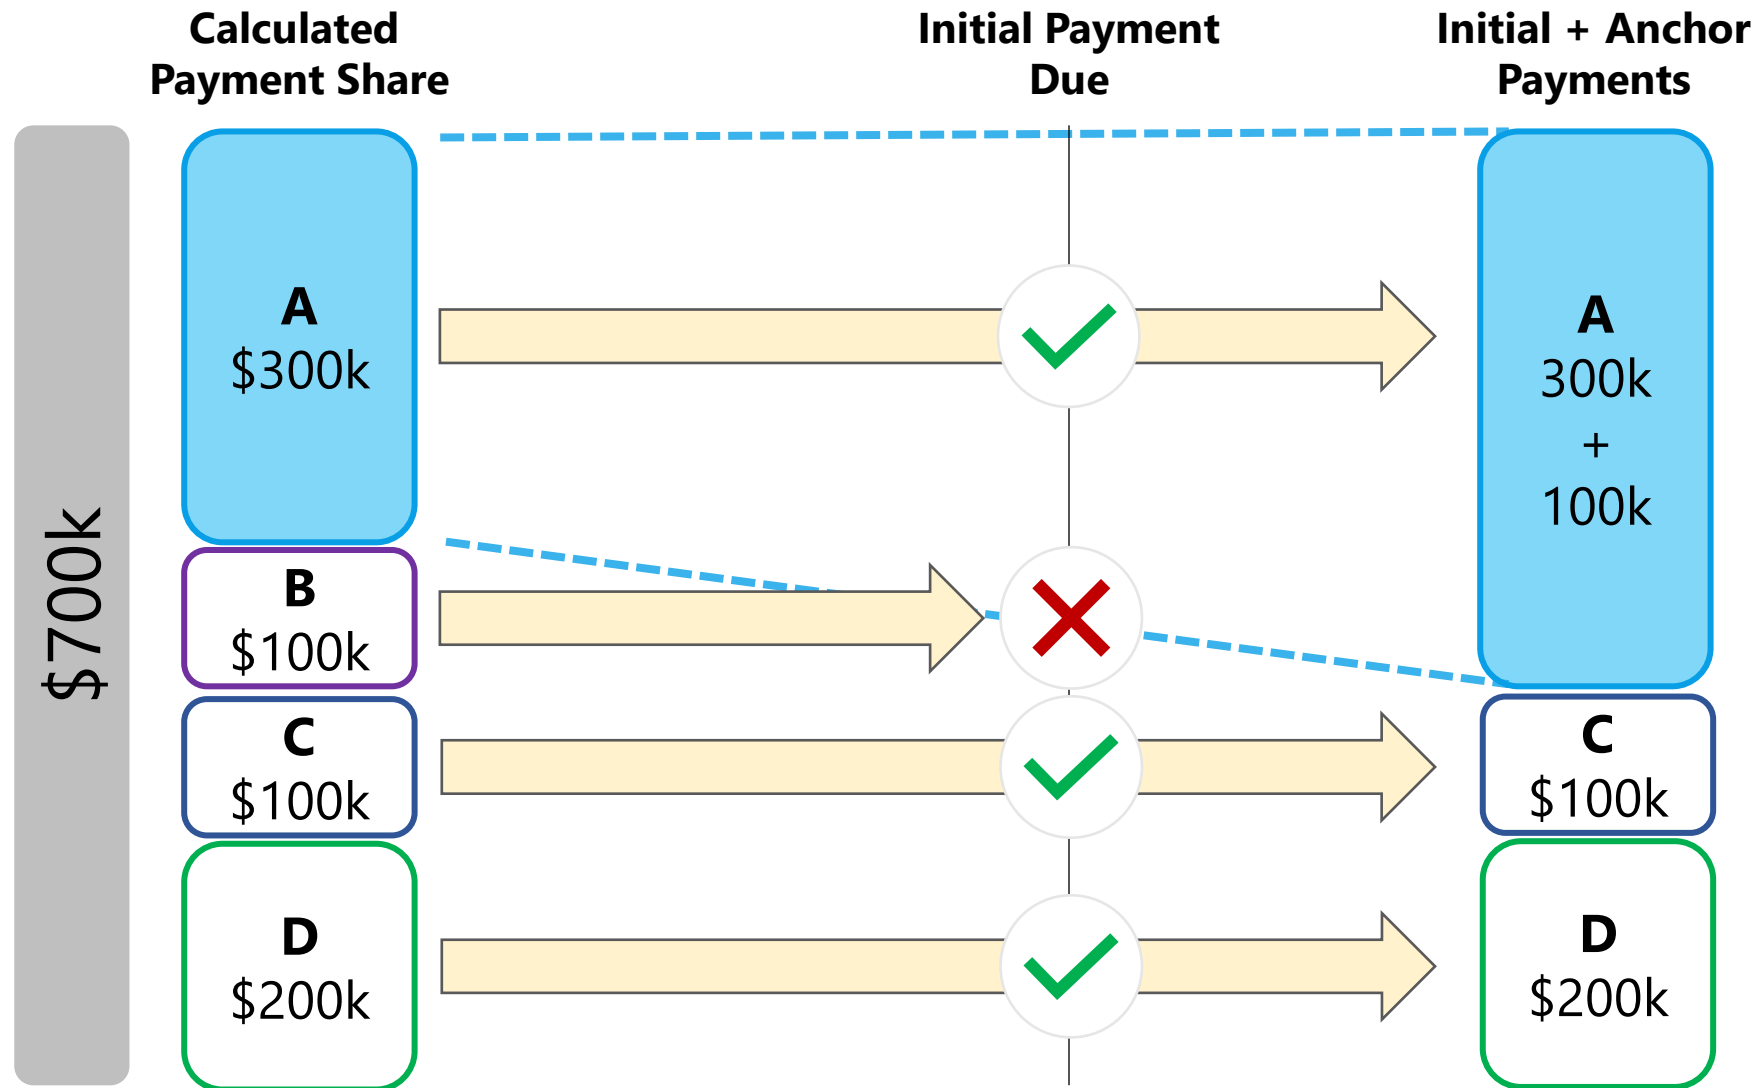 Calculated
Payment Share
Initial Payment
Due
Initial + Anchor
Payments
$700k
A
$300k
B
$100k
C
$100k
D
$200k
A
300k
+
100k
C
$100k
D
$200k